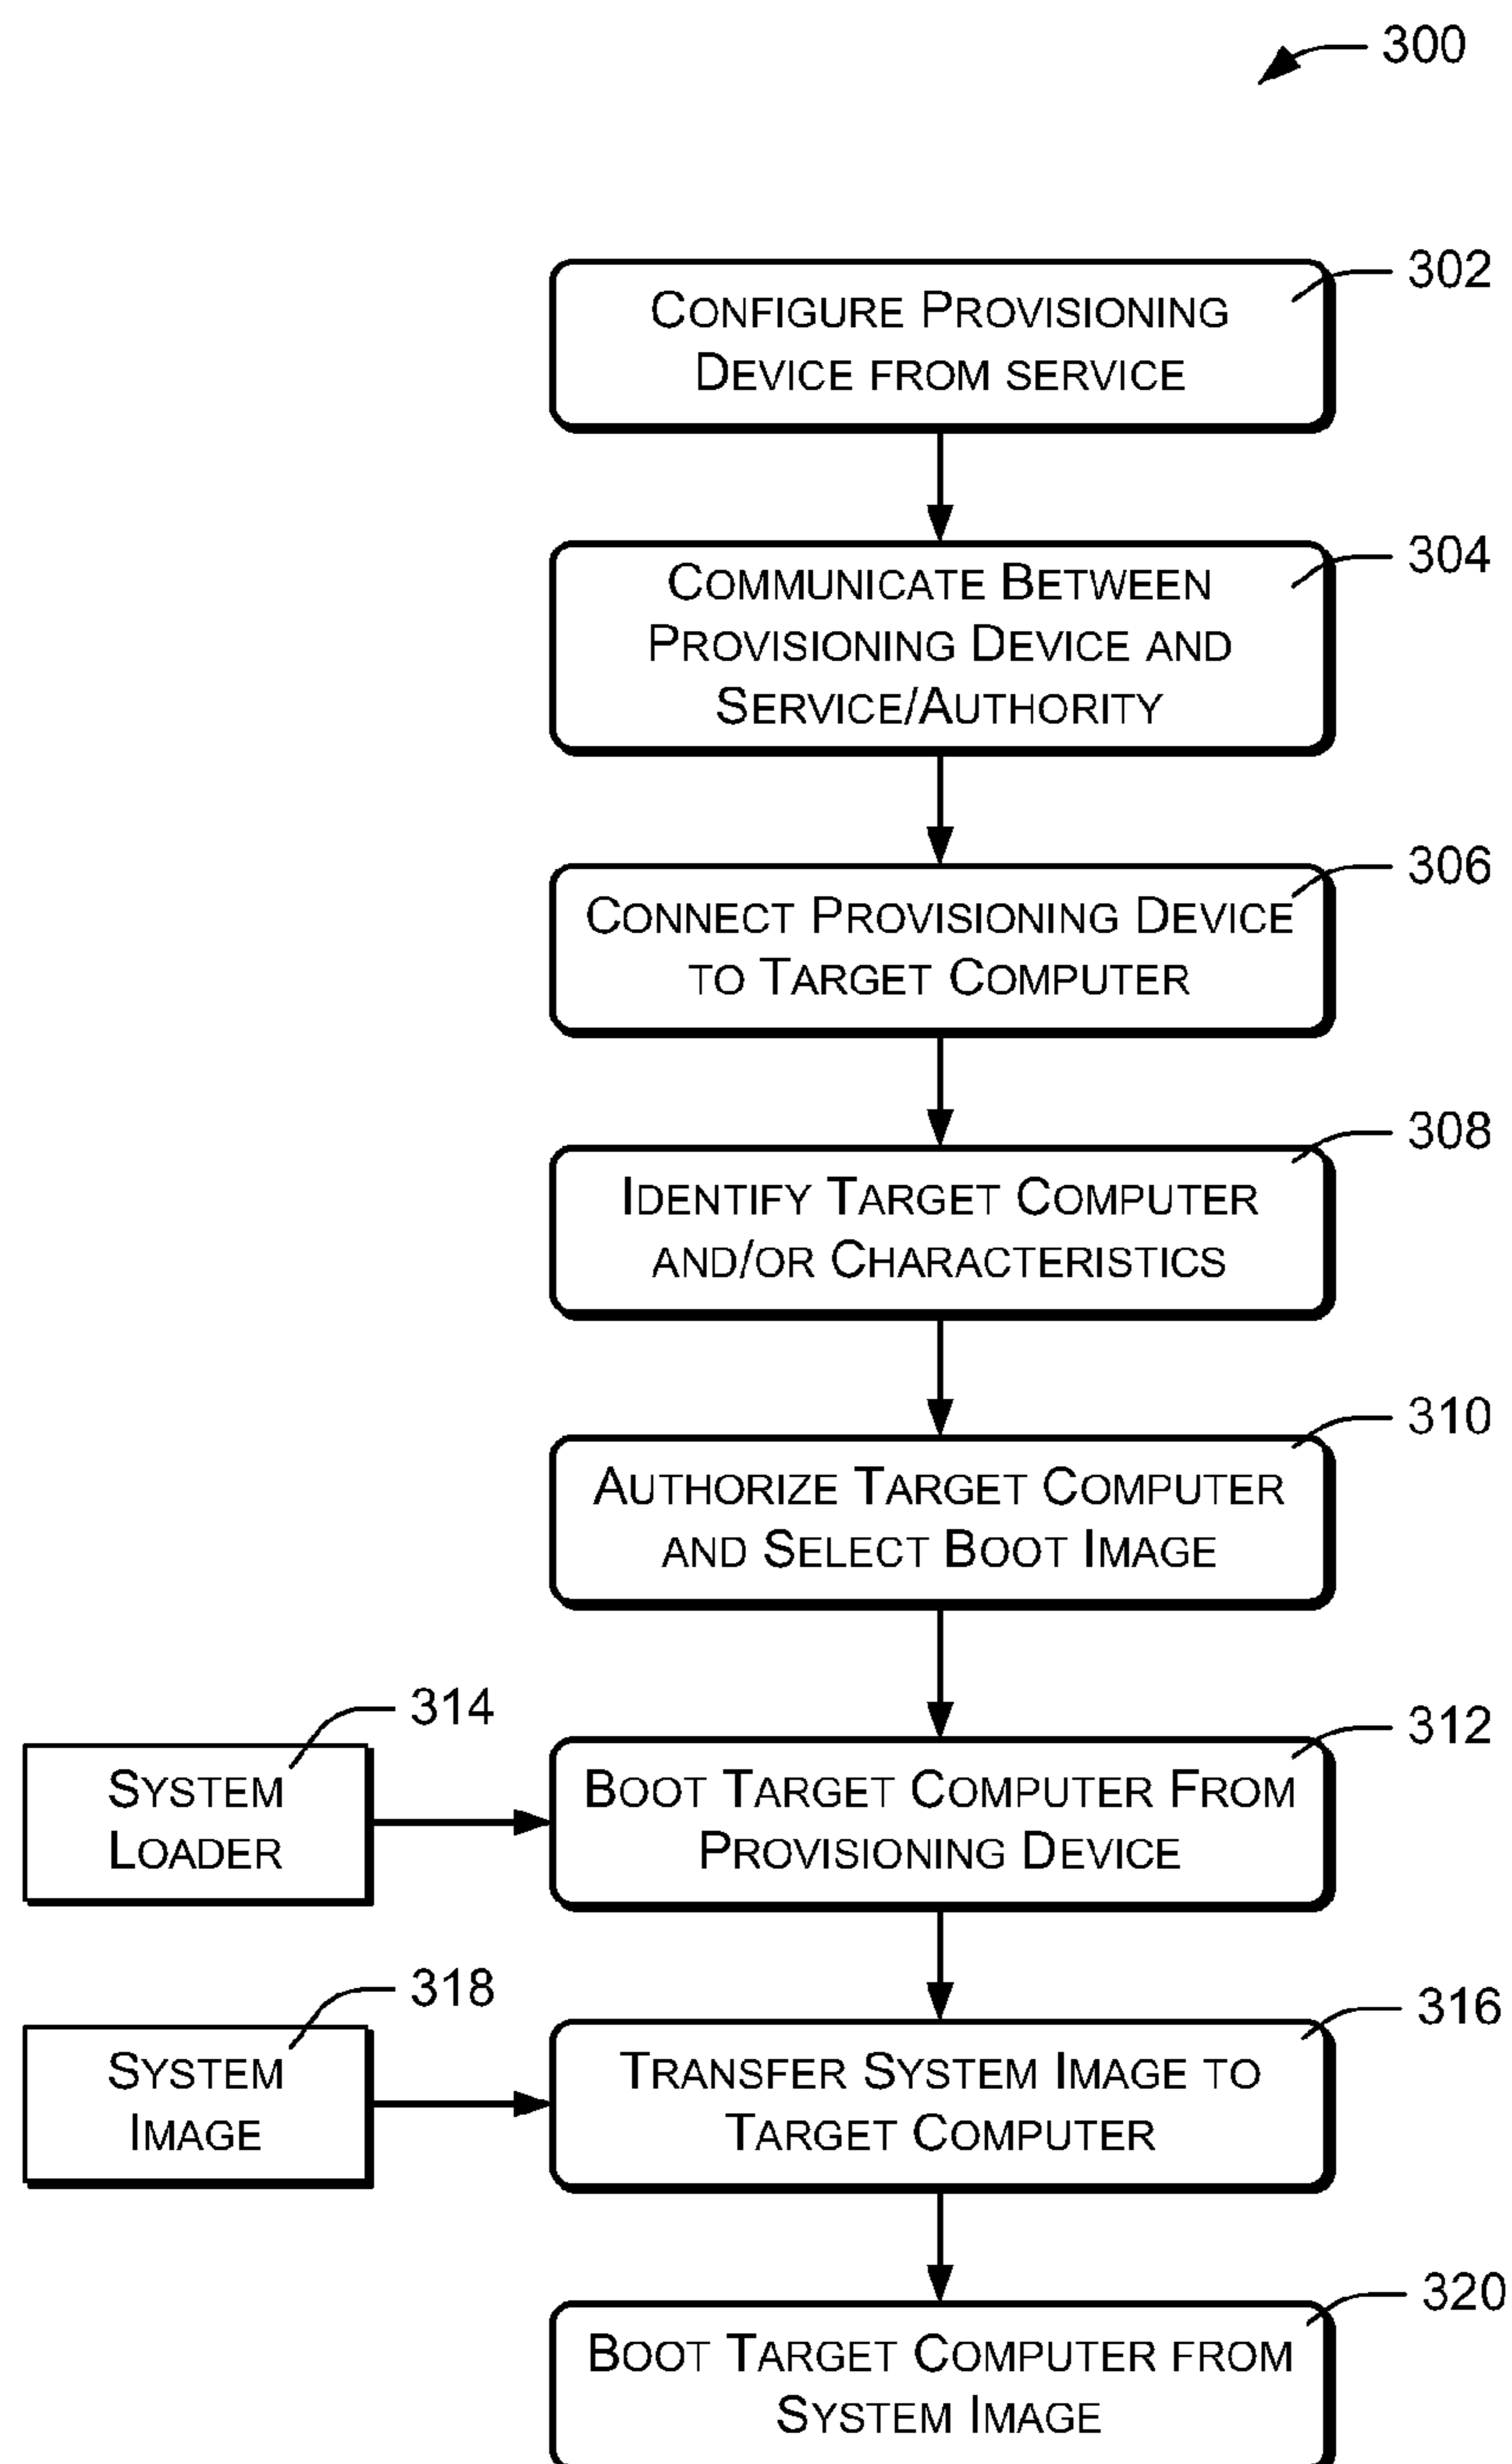 300
302
CONFIGURE PROVISIONING
DEVICE FROM SERVICE
304
COMMUNICATE BETWEEN
PROVISIONING DEVICE AND
SERVICE/AUTHORITY
306
CONNECT PROVISIONING DEVICE
TO TARGET COMPUTER
308
IDENTIFY TARGET COMPUTER
AND/OR CHARACTERISTICS
310
AUTHORIZE TARGET COMPUTER
AND SELECT BOOT IMAGE
314
SYSTEM
LOADER
312
BOOT TARGET COMPUTER FROM
PROVISIONING DEVICE
318
SYSTEM
IMAGE
316
TRANSFER SYSTEM IMAGE TO
TARGET COMPUTER
320
BOOT TARGET COMPUTER FROM
SYSTEM IMAGE